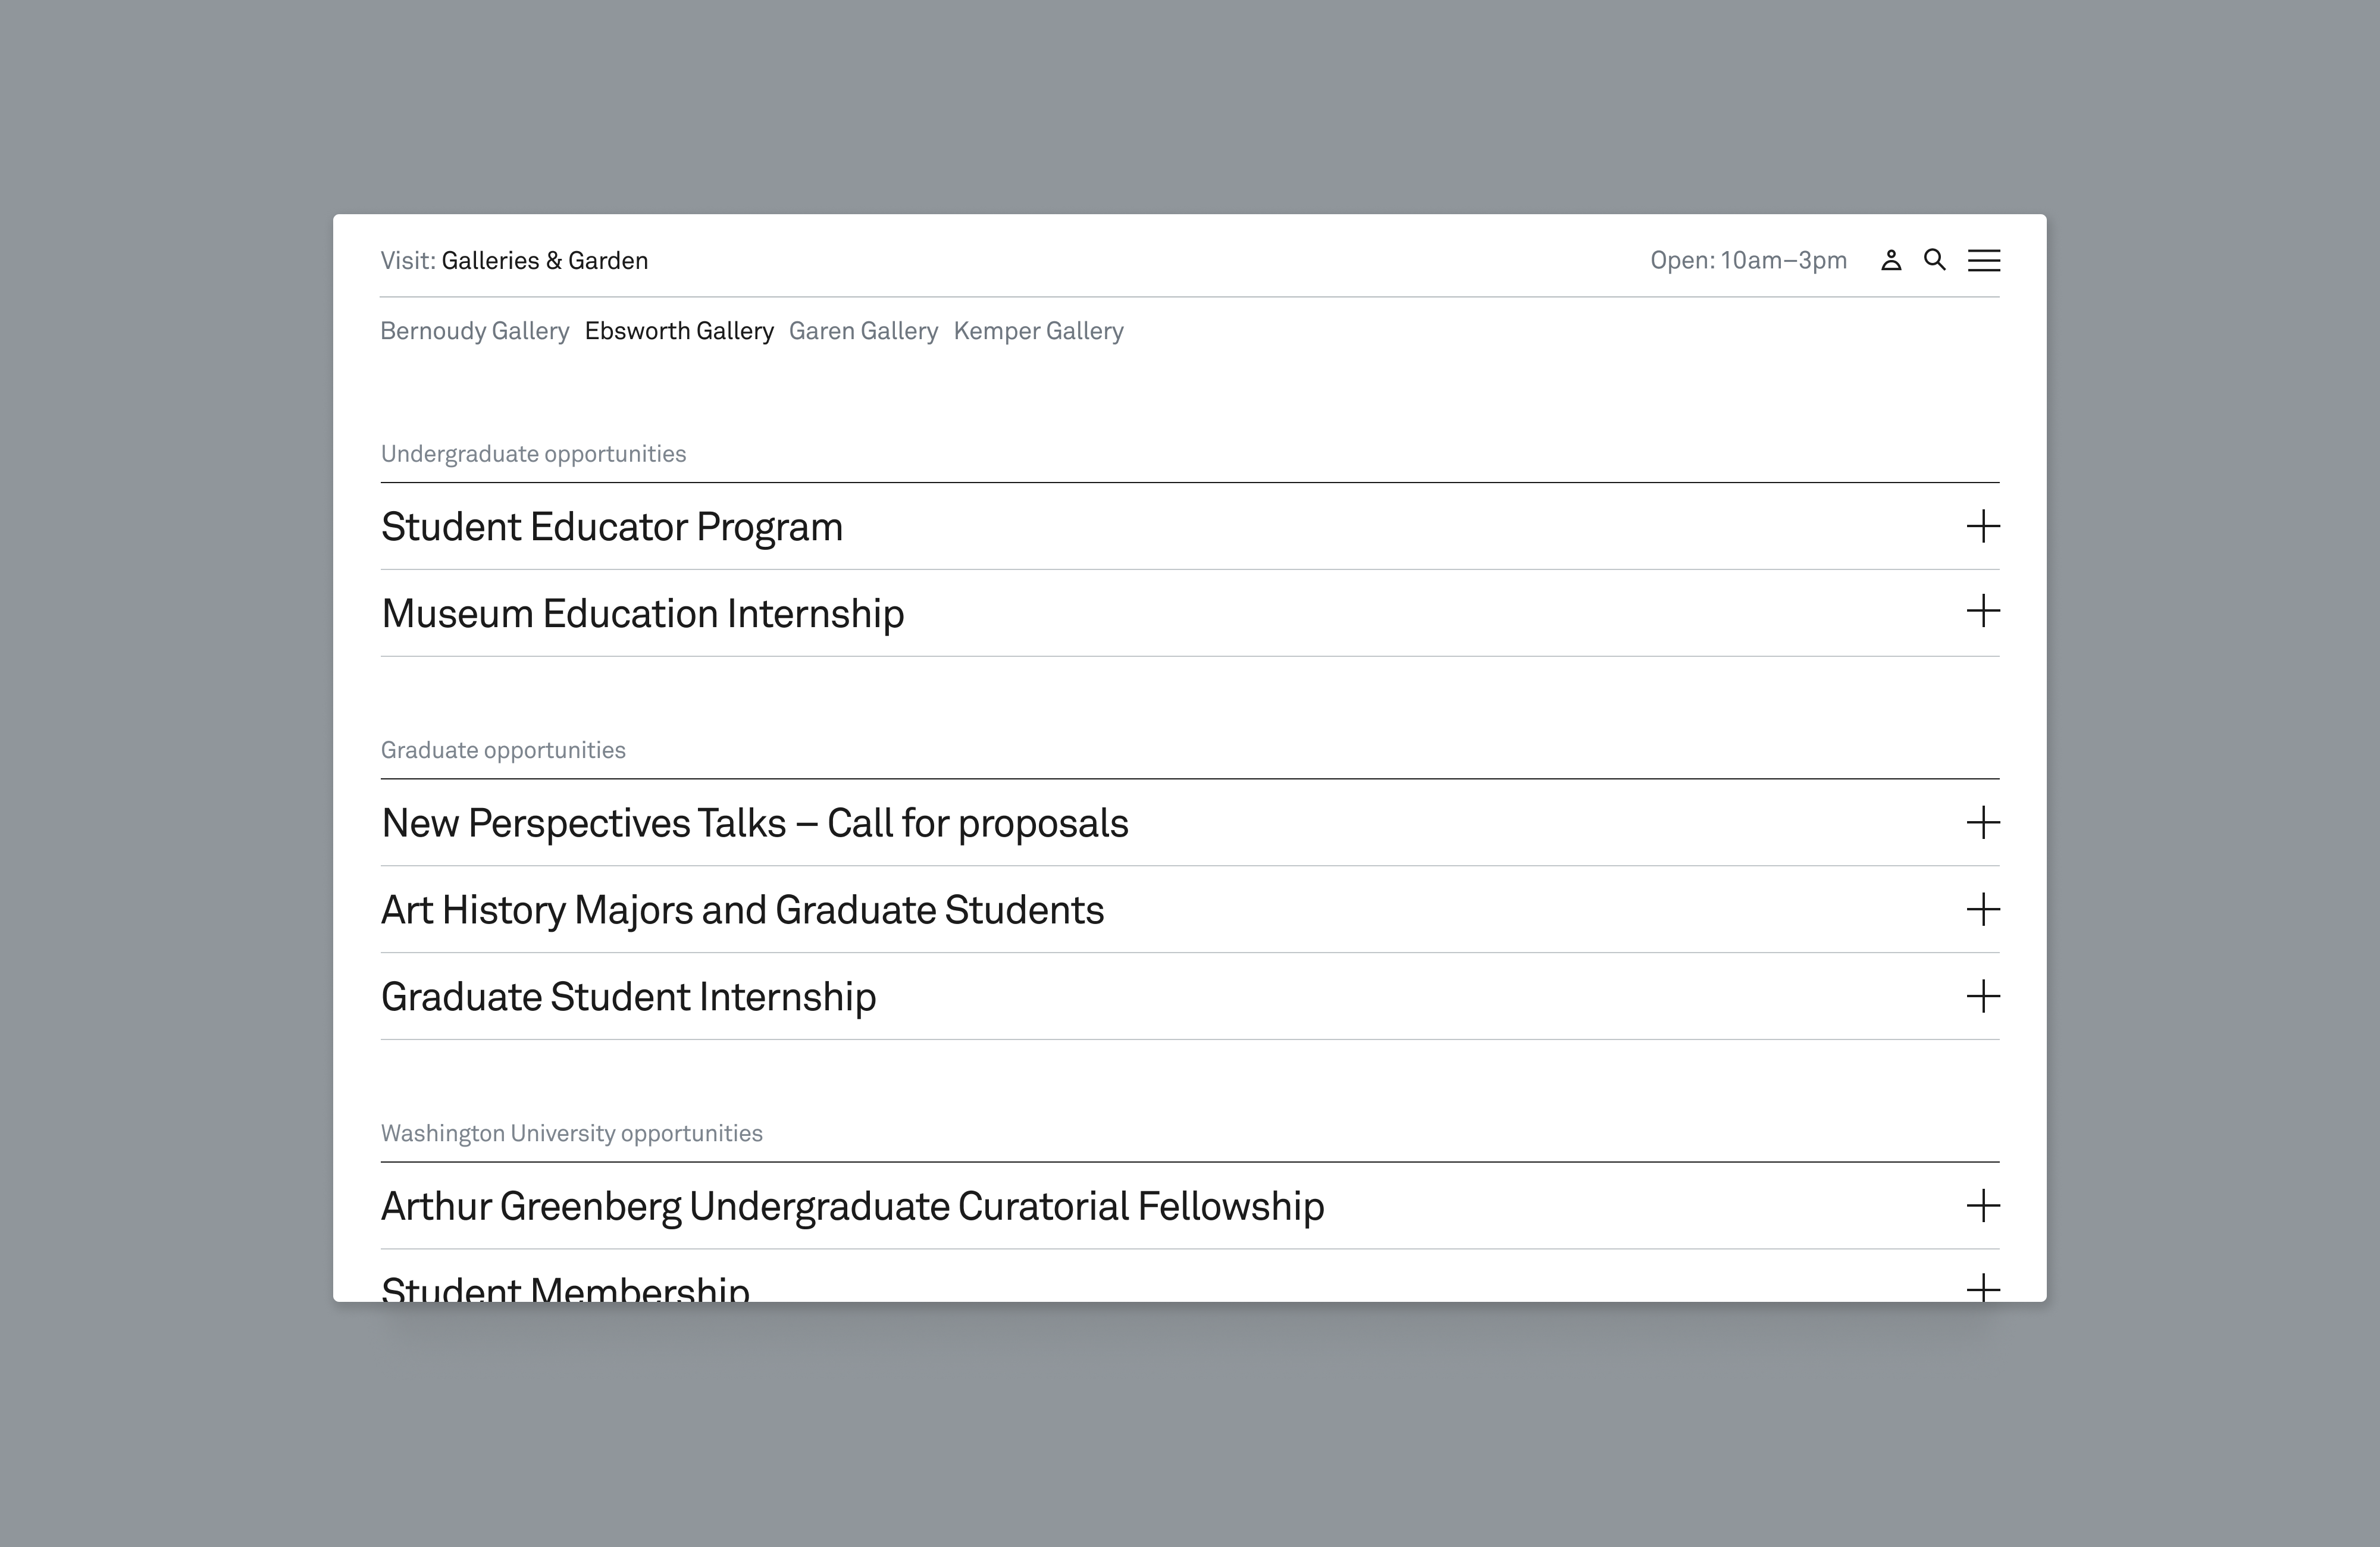 Visit: Galleries & Garden
Open: 10am–3pm
Bernoudy Gallery Ebsworth Gallery Garen Gallery Kemper Gallery
Undergraduate opportunities
Student Educator Program
Museum Education Internship
Graduate opportunities
New Perspectives Talks – Call for proposals
Art History Majors and Graduate Students
Graduate Student Internship
Washington University opportunities
Arthur Greenberg Undergraduate Curatorial Fellowship
Student Membership